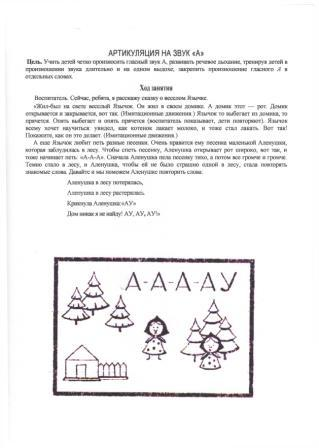 АРТИКУЛЯЦИЯ НА ЗВУК «А»
Цель. Учить детей четко произносить гласный звук А, развивать речевое дыхание, тренируя детей в
произношении звука длительно и на одном выдохе, закрепить произношение гласного А в
отдельных словах.
Ход занятия
Воспитатель. Сейчас, ребята, я расскажу сказку о веселом Язычке.
«Жил-был на свете весёлый Язычок. Жил он в своем домике. А домик этот — рот. Домик
открывается и закрывается, вот так. (Имитационные движения.) Язычок то выбегает из домика, то
прячется. Опять выбегает и опять прячется (воспитатель показывает, дети повторяют). Язычок
всему хочет научиться: увидел, как котенок лакает молоко, и тоже стал лакать. Вот так!
Покажите, как он это делает. (Имитационные движения.)
А еще Язычок любит петь разные песенки. Очень нравится ему песенка маленькой Аленушки,
которая заблудилась в лесу. Чтобы спеть песенку, Аленушка открывает рот широко, вот так, и
тоже начинает петь: «А-А-А». Сначала Аленушка пела песенку тихо, а потом все громче и громче.
Темно стало в лесу, и Аленушка, чтобы ей не было страшно одной в лесу, стала повторять
знакомые слова. Давайте и мы поможем Аленушке повторить слова:
Аленушка в лесу потерялась,
Аленушка в лесу растерялась.
Крикнула Аленушка: «АУ»
Дом никак я не найду! АУ, АУ, АУ!»
А-А-А-АУ